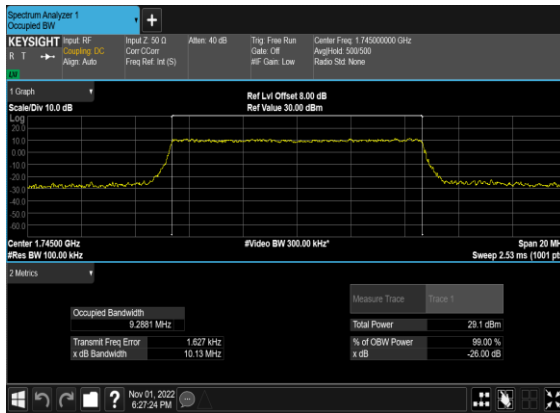 Spectrum Analyzer 1
Occupied BW
KEYSIGHT Input: RF Input Z: 50 Ω Atten: 40 dB Trig: Free Run Center Freq: 1.745000000 GHz
R T Coupling: DC Corr CCorr Gate: Off Avg|Hold: 500/500
Align: Auto Freq Ref: Int (S) #IF Gain: Low Radio Std: None
1 Graph
Ref Lvl Offset 8.00 dB
Scale/Div 10.0 dB Ref Value 30.00 dBm
Log
20.0
10.0
0.00
-10.0
-20.0
-30.0
-40.0
-50.0
-60.0
Center 1.74500 GHz #Video BW 300.00 kHz* Span 20 MH
#Res BW 100.00 kHz Sweep 2.53 ms (1001 pt
2 Metrics
Measure Trace Trace 1
Occupied Bandwidth
9.2881 MHz Total Power 29.1 dBm
Transmit Freq Error 1.627 kHz % of OBW Power 99.00 %
x dB Bandwidth 10.13 MHz x dB -26.00 dB
Nov 01, 2022
6:27:24 PM